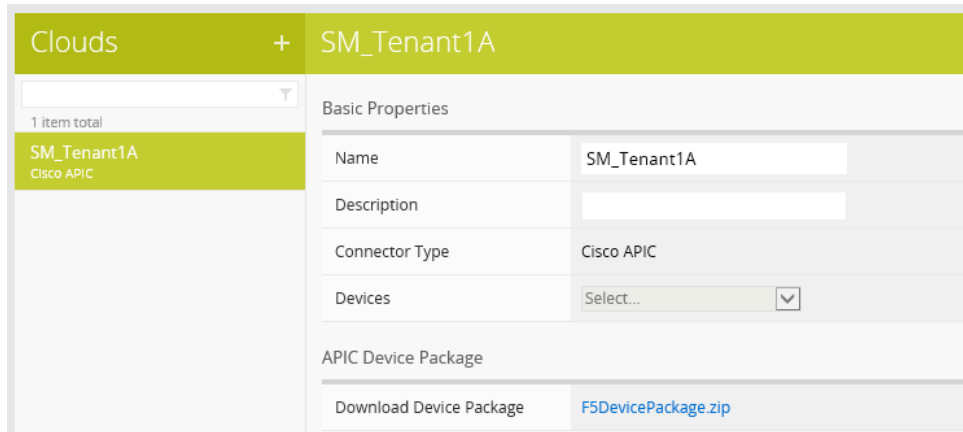 Clouds +
SM_Tenant1A
1 item total
SM_Tenant1A
Cisco APIC
Basic Properties
Name SM_Tenant1A
Description
Connector Type Cisco APIC
Devices Select...
APIC Device Package
Download Device Package F5DevicePackage.zip